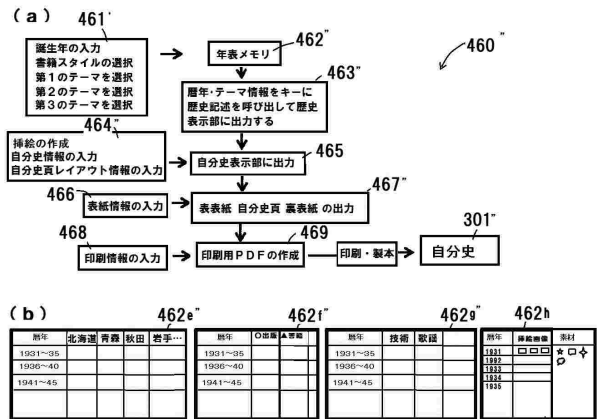 (a)
461'
誕生年の入力
書籍スタイルの選択
第1のテーマを選択
第2のテーマを選択
第3のテーマを選択
462"
年表メモリ
460"
463"
暦年・テーマ情報をキーに
歴史記述を呼び出して歴史
表示部に出力する
464"
挿絵の作成
自分史情報の入力
自分史頁レイアウト情報の入力
465
自分史表示部に出力
466
表紙情報の入力
467"
表表紙 自分史頁 裏表紙 の出力
468
印刷情報の入力
469
印刷用PDFの作成
印刷・製本
301"
自分史
(b)
462e"
暦年 北海道 青森 秋田 岩手…
1931～35
1936～40
1941～45
462f"
暦年 〇出版 ▲書籍
1931～35
1936～40
1941～45
462g"
暦年 技術 歌謡
1931～35
1936～40
1941～45
462h
暦年 挿絵画像 素材
1931
1992
1933
1934
1935